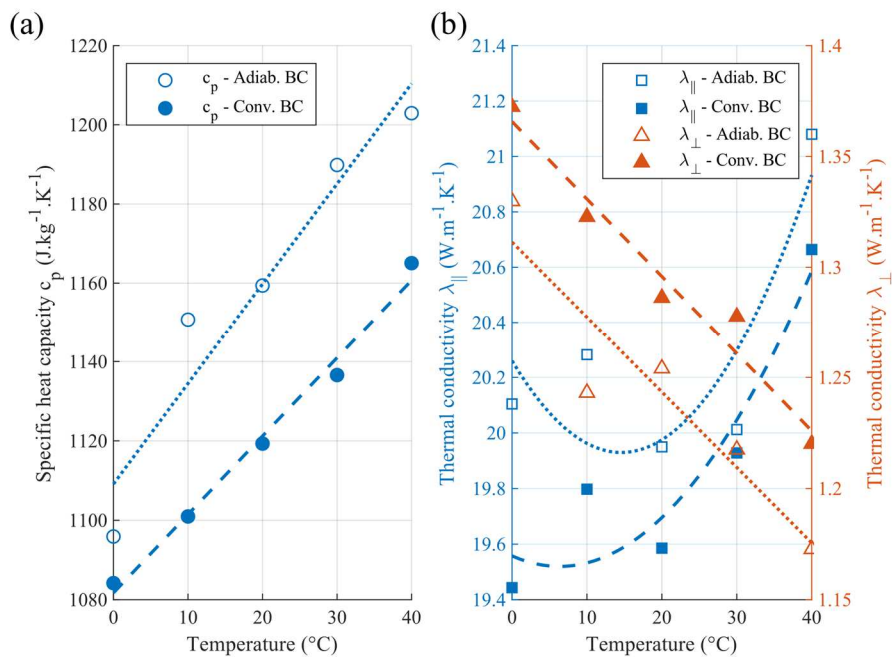 (a)
1220
1200
1180
1160
1140
1120
1100
1080
Specific heat capacity c_p (J.kg⁻¹.K⁻¹)
c_p - Adiab. BC
c_p - Conv. BC
0 10 20 30 40
Temperature (°C)
(b)
21.4
21.2
21
20.8
20.6
20.4
20.2
20
19.8
19.6
19.4
Thermal conductivity λ_∥ (W.m⁻¹.K⁻¹)
λ_∥ - Adiab. BC
λ_∥ - Conv. BC
λ_⊥ - Adiab. BC
λ_⊥ - Conv. BC
1.4
1.35
1.3
1.25
1.2
1.15
Thermal conductivity λ_⊥ (W.m⁻¹.K⁻¹)
0 10 20 30 40
Temperature (°C)